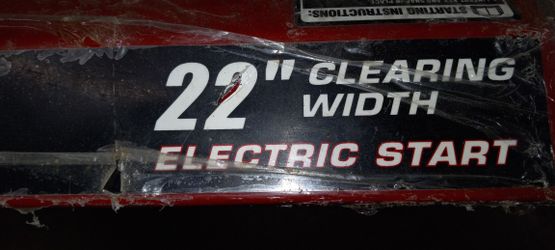 STARTING INSTRUCTIONS:
22" CLEARING
WIDTH
ELECTRIC START